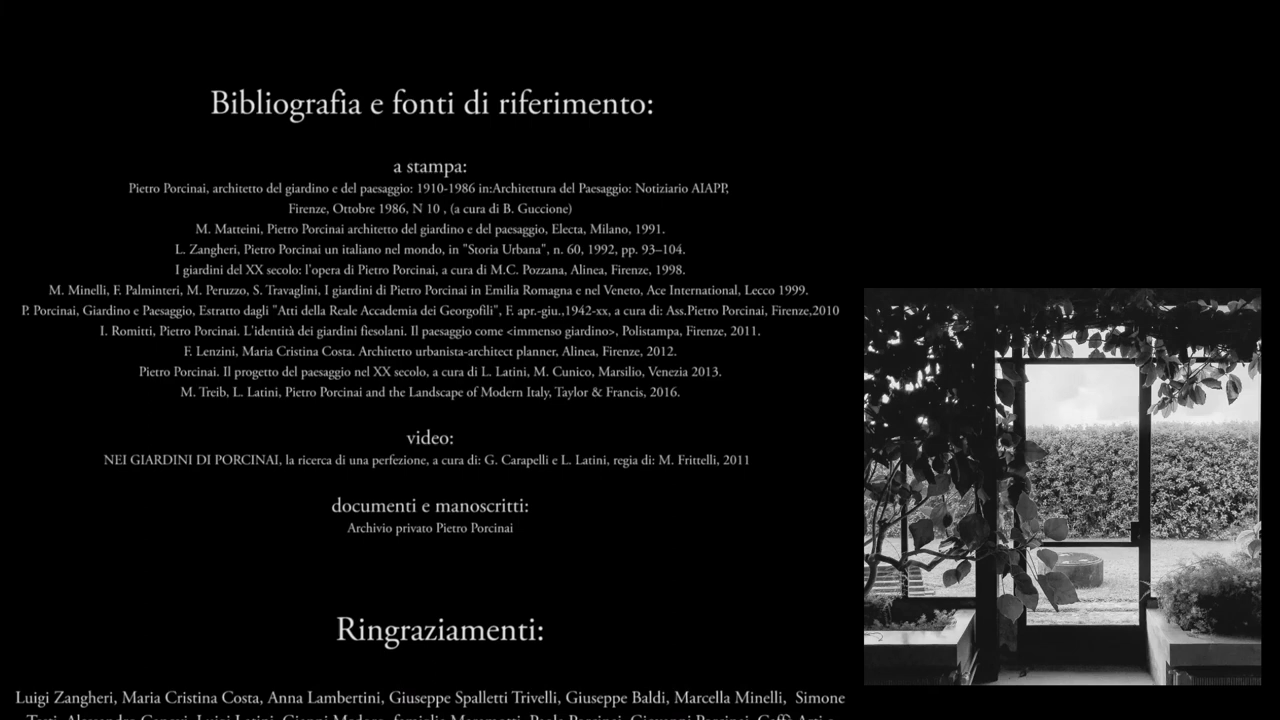 Bibliografia e fonti di riferimento:
a stampa:
Pietro Porcinai, architetto del giardino e del paesaggio: 1910-1986 in:Architettura del Paesaggio: Notiziario AIAPP,
Firenze, Ottobre 1986, N 10 , (a cura di B. Guccione)
M. Matteini, Pietro Porcinai architetto del giardino e del paesaggio, Electa, Milano, 1991.
L. Zangheri, Pietro Porcinai un italiano nel mondo, in "Storia Urbana", n. 60, 1992, pp. 93–104.
I giardini del XX secolo: l'opera di Pietro Porcinai, a cura di M.C. Pozzana, Alinea, Firenze, 1998.
M. Minelli, F. Palminteri, M. Peruzzo, S. Travaglini, I giardini di Pietro Porcinai in Emilia Romagna e nel Veneto, Ace International, Lecco 1999.
P. Porcinai, Giardino e Paesaggio, Estratto dagli "Atti della Reale Accademia dei Georgofili", F. apr.-giu.,1942-xx, a cura di: Ass.Pietro Porcinai, Firenze,2010
I. Romitti, Pietro Porcinai. L'identità dei giardini fiesolani. Il paesaggio come <immenso giardino>, Polistampa, Firenze, 2011.
F. Lenzini, Maria Cristina Costa. Architetto urbanista-architect planner, Alinea, Firenze, 2012.
Pietro Porcinai. Il progetto del paesaggio nel XX secolo, a cura di L. Latini, M. Cunico, Marsilio, Venezia 2013.
M. Treib, L. Latini, Pietro Porcinai and the Landscape of Modern Italy, Taylor & Francis, 2016.
video:
NEI GIARDINI DI PORCINAI, la ricerca di una perfezione, a cura di: G. Carapelli e L. Latini, regia di: M. Frittelli, 2011
documenti e manoscritti:
Archivio privato Pietro Porcinai
Ringraziamenti:
Luigi Zangheri, Maria Cristina Costa, Anna Lambertini, Giuseppe Spalletti Trivelli, Giuseppe Baldi, Marcella Minelli, Simone